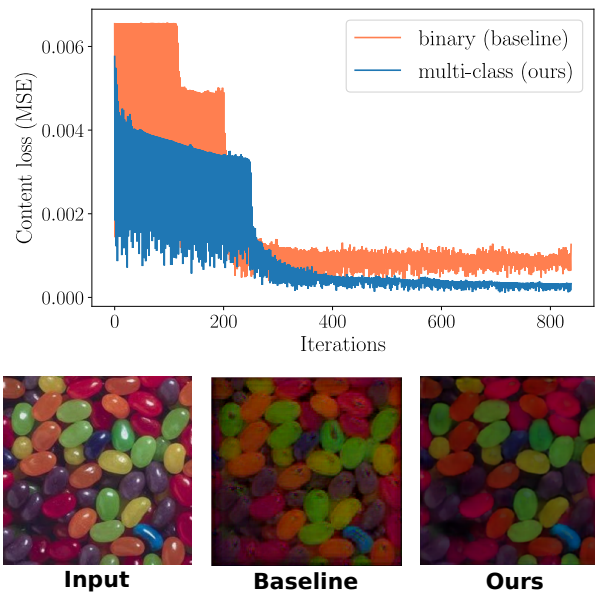 0.006
0.004
0.002
0.000
Content loss (MSE)
binary (baseline)
multi-class (ours)
0 200 400 600 800
Iterations
Input Baseline Ours